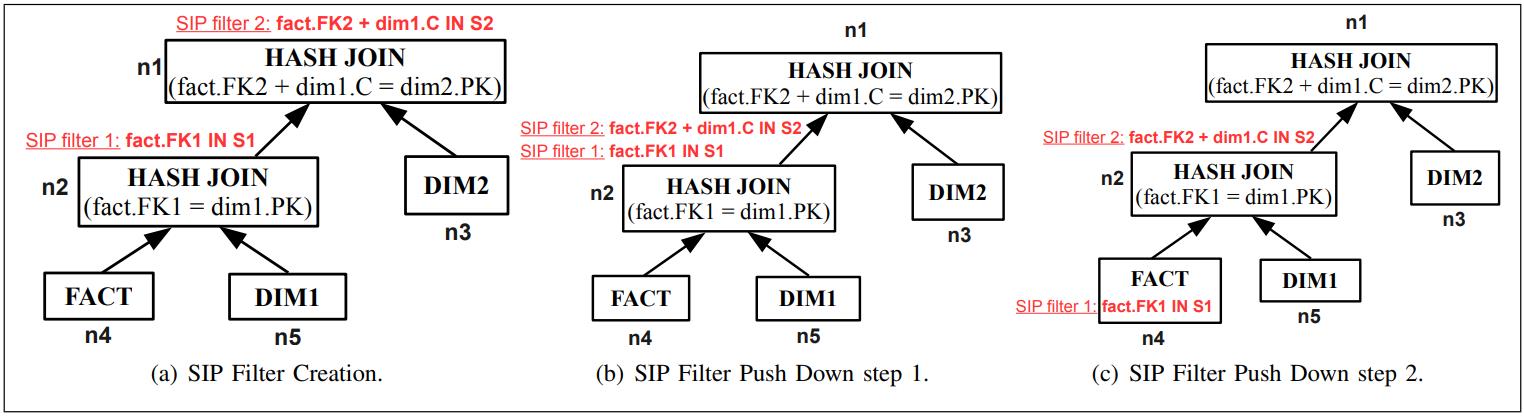 SIP filter 2: fact.FK2 + dim1.C IN S2
n1
HASH JOIN
(fact.FK2 + dim1.C = dim2.PK)
SIP filter 1: fact.FK1 IN S1
n2
HASH JOIN
(fact.FK1 = dim1.PK)
DIM2
n3
FACT
n4
DIM1
n5
(a) SIP Filter Creation.
n1
HASH JOIN
(fact.FK2 + dim1.C = dim2.PK)
SIP filter 2: fact.FK2 + dim1.C IN S2
SIP filter 1: fact.FK1 IN S1
n2
HASH JOIN
(fact.FK1 = dim1.PK)
DIM2
n3
FACT
n4
DIM1
n5
(b) SIP Filter Push Down step 1.
n1
HASH JOIN
(fact.FK2 + dim1.C = dim2.PK)
SIP filter 2: fact.FK2 + dim1.C IN S2
n2
HASH JOIN
(fact.FK1 = dim1.PK)
DIM2
n3
FACT
SIP filter 1: fact.FK1 IN S1
n4
DIM1
n5
(c) SIP Filter Push Down step 2.